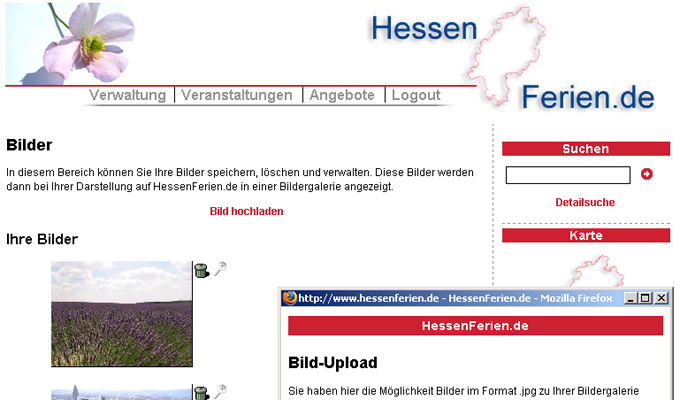 Hessen
Ferien.de
Verwaltung Veranstaltungen Angebote Logout
Bilder
In diesem Bereich können Sie Ihre Bilder speichern, löschen und verwalten. Diese Bilder werden
dann bei Ihrer Darstellung auf HessenFerien.de in einer Bildergalerie angezeigt.
Bild hochladen
Ihre Bilder
Suchen
Detailsuche
Karte
http://www.hessenferien.de - HessenFerien.de - Mozilla Firefox
HessenFerien.de
Bild-Upload
Sie haben hier die Möglichkeit Bilder im Format .jpg zu Ihrer Bildergalerie